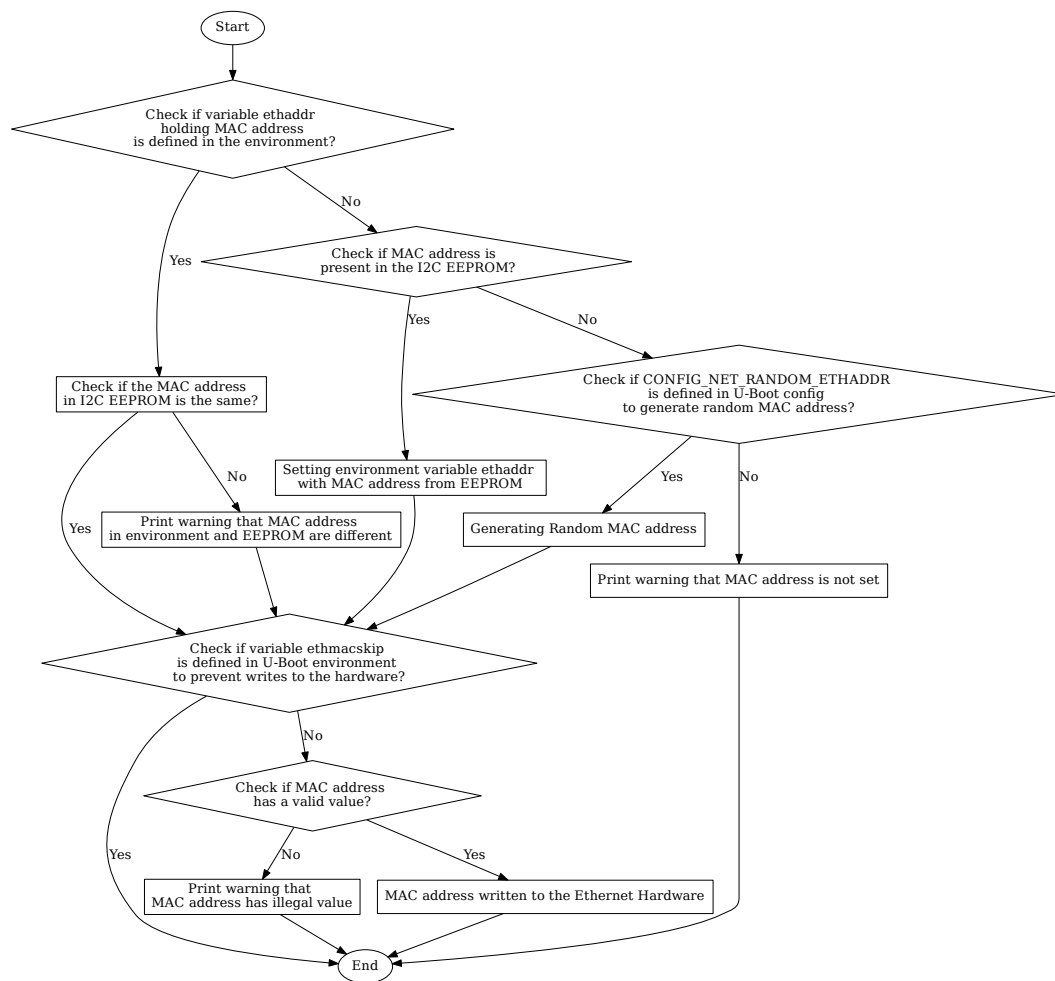 Start
Check if variable ethaddr
holding MAC address
is defined in the environment?
No
Check if MAC address is
present in the I2C EEPROM?
Yes
Yes
No
Check if the MAC address
in I2C EEPROM is the same?
Check if CONFIG_NET_RANDOM_ETHADDR
is defined in U-Boot config
to generate random MAC address?
No
Setting environment variable ethaddr
with MAC address from EEPROM
Yes
No
Yes
Print warning that MAC address
in environment and EEPROM are different
Generating Random MAC address
Print warning that MAC address is not set
Check if variable ethmacskip
is defined in U-Boot environment
to prevent writes to the hardware?
No
Check if MAC address
has a valid value?
Yes
No
Yes
Print warning that
MAC address has illegal value
MAC address written to the Ethernet Hardware
End